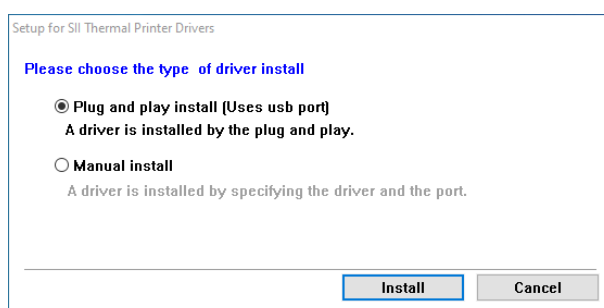 Setup for SII Thermal Printer Drivers
Please choose the type of driver install
Plug and play install (Uses usb port)
A driver is installed by the plug and play.
Manual install
A driver is installed by specifying the driver and the port.
Install Cancel